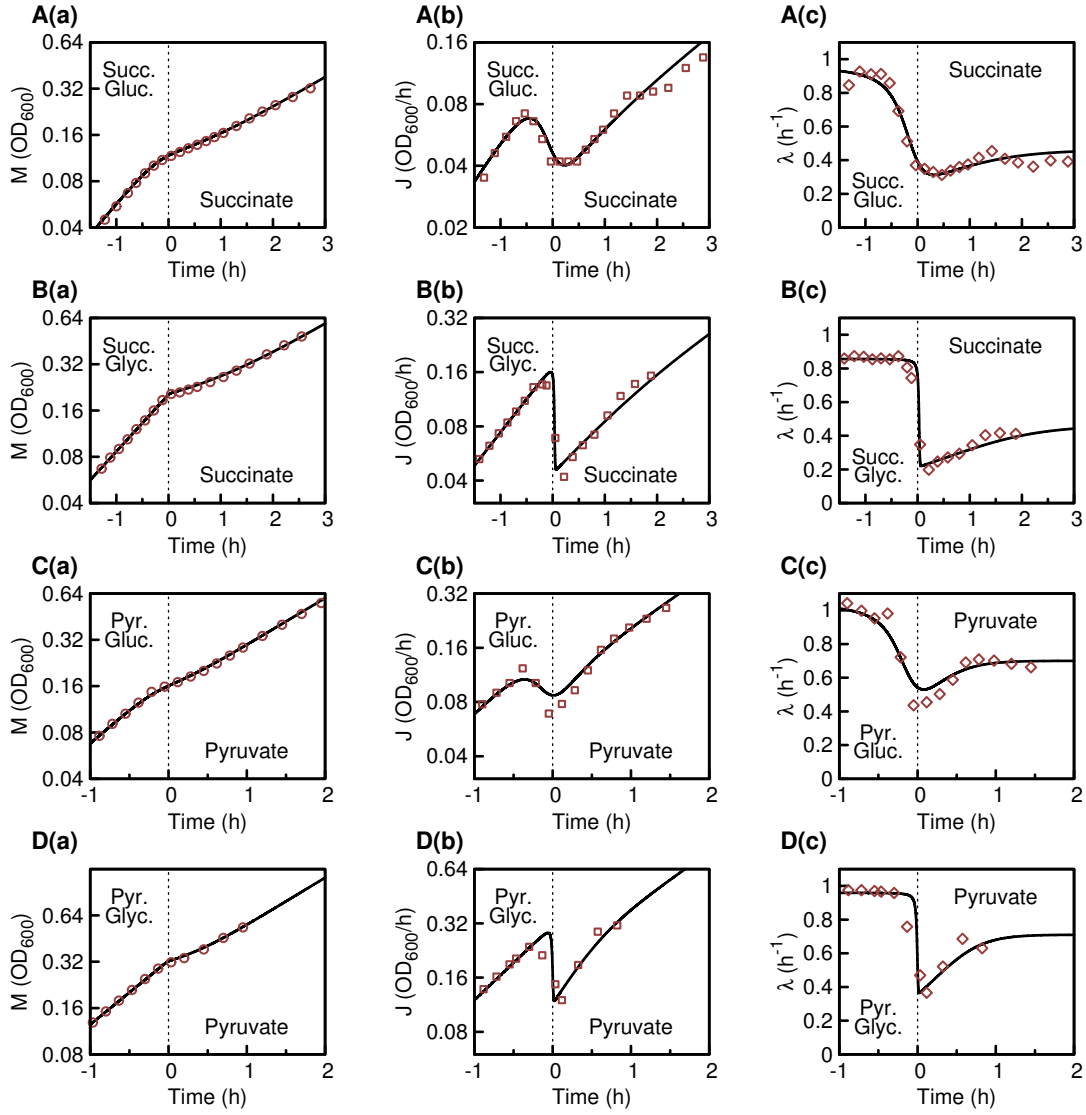 A(a)
M (OD600)
0.64
0.32
0.16
0.08
0.04
Succ.
Gluc.
Succinate
-1 0 1 2 3
Time (h)
A(b)
J (OD600/h)
0.16
0.08
0.04
0.02
Succ.
Gluc.
Succinate
-1 0 1 2 3
Time (h)
A(c)
λ (h-1)
1
0.8
0.6
0.4
0.2
0
Succinate
Succ.
Gluc.
-1 0 1 2 3
Time (h)
B(a)
M (OD600)
0.64
0.32
0.16
0.08
0.04
Succ.
Glyc.
Succinate
-1 0 1 2 3
Time (h)
B(b)
J (OD600/h)
0.32
0.16
0.08
0.04
Succ.
Glyc.
Succinate
-1 0 1 2 3
Time (h)
B(c)
λ (h-1)
1
0.8
0.6
0.4
0.2
0
Succinate
Succ.
Glyc.
-1 0 1 2 3
Time (h)
C(a)
M (OD600)
0.64
0.32
0.16
0.08
0.04
Pyr.
Gluc.
Pyruvate
-1 0 1 2
Time (h)
C(b)
J (OD600/h)
0.32
0.16
0.08
0.04
Pyr.
Gluc.
Pyruvate
-1 0 1 2
Time (h)
C(c)
λ (h-1)
1
0.8
0.6
0.4
0.2
0
Pyruvate
Pyr.
Gluc.
-1 0 1 2
Time (h)
D(a)
M (OD600)
0.64
0.32
0.16
0.08
Pyr.
Glyc.
Pyruvate
-1 0 1 2
Time (h)
D(b)
J (OD600/h)
0.64
0.32
0.16
0.08
Pyr.
Glyc.
Pyruvate
-1 0 1 2
Time (h)
D(c)
λ (h-1)
1
0.8
0.6
0.4
0.2
0
Pyruvate
Pyr.
Glyc.
-1 0 1 2
Time (h)